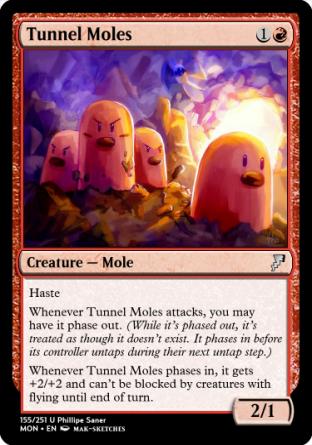 Tunnel Moles 1
Creature — Mole
Haste
Whenever Tunnel Moles attacks, you may
have it phase out. (While it's phased out, it's
treated as though it doesn't exist. It phases in before
its controller untaps during their next untap step.)
Whenever Tunnel Moles phases in, it gets
+2/+2 and can't be blocked by creatures with
flying until end of turn.
2/1
155/251 U Phillipe Saner
MON • EN MAK-SKETCHES